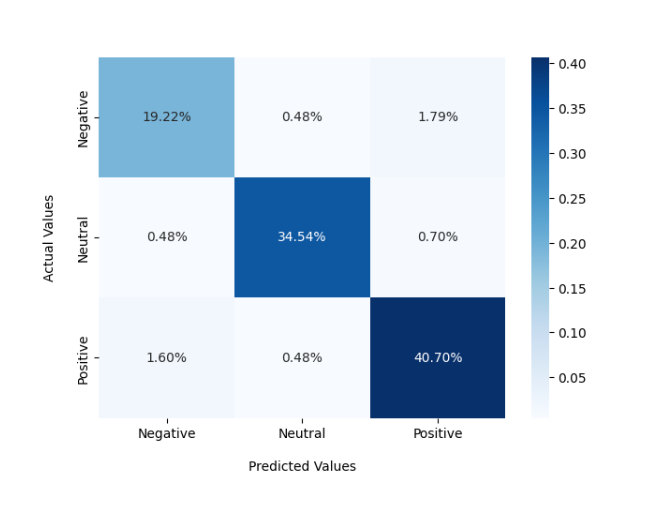 Negative 19.22% 0.48% 1.79%
Neutral 0.48% 34.54% 0.70%
Positive 1.60% 0.48% 40.70%
Negative Neutral Positive
Predicted Values
Actual Values
0.40
0.35
0.30
0.25
0.20
0.15
0.10
0.05